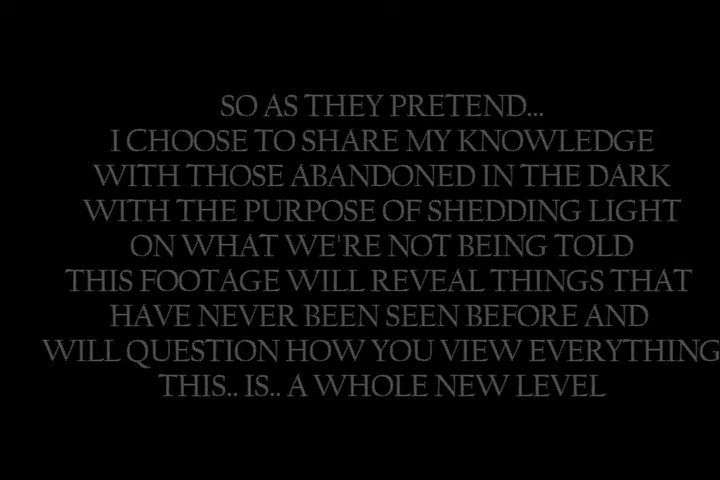 SO AS THEY PRETEND...
I CHOOSE TO SHARE MY KNOWLEDGE
WITH THOSE ABANDONED IN THE DARK
WITH THE PURPOSE OF SHEDDING LIGHT
ON WHAT WE'RE NOT BEING TOLD
THIS FOOTAGE WILL REVEAL THINGS THAT
HAVE NEVER BEEN SEEN BEFORE AND
WILL QUESTION HOW YOU VIEW EVERYTHING
THIS.. IS.. A WHOLE NEW LEVEL